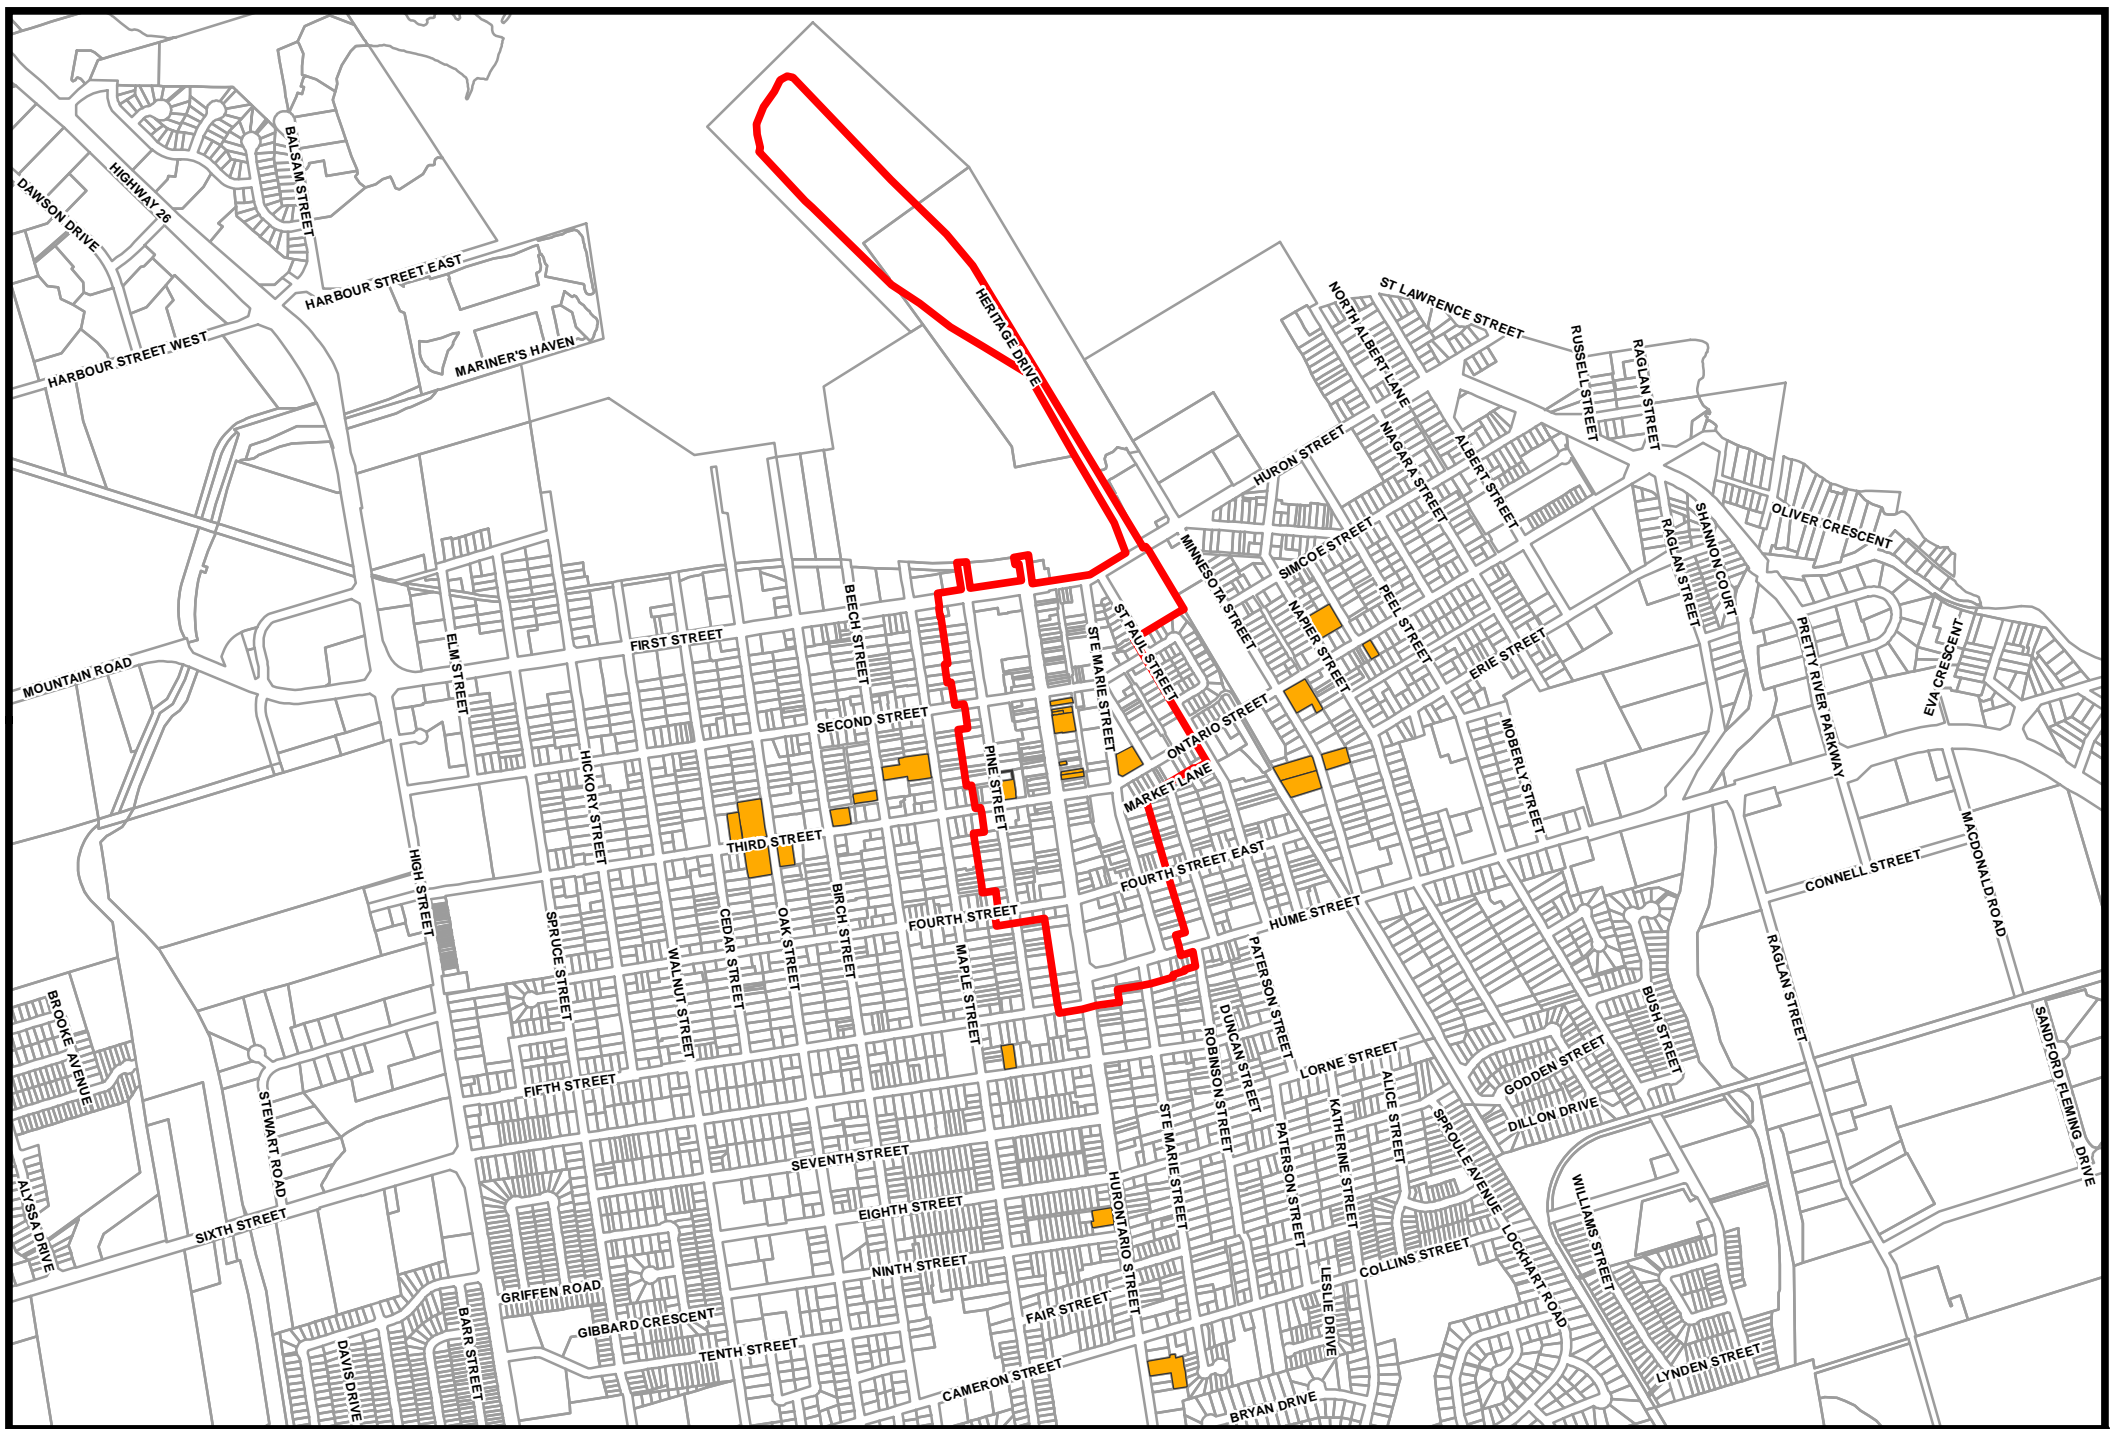 BALSAM STREET
HIGHWAY 26
DAWSON DRIVE
HARBOUR STREET EAST
HARBOUR STREET WEST
MARINER'S HAVEN
HERITAGE DRIVE
ST LAWRENCE STREET
NORTH ALBERT LANE
RUSSELL STREET
RAGLAN STREET
HURON STREET
NIAGARA STREET
ALBERT STREET
OLIVER CRESCENT
SHANNON COURT
RAGLAN STREET
SIMCOE STREET
MINNESOTA STREET
NAPIER STREET
PEEL STREET
ERIE STREET
PRETTY RIVER PARKWAY
EVA CRESCENT
MOUNTAIN ROAD
ELM STREET
FIRST STREET
BEECH STREET
STE MARIE STREET
ST PAUL STREET
SECOND STREET
ONTARIO STREET
MARKET LANE
PINE STREET
HICKORY STREET
THIRD STREET
MOBERLY STREET
HIGH STREET
FOURTH STREET EAST
CONNELL STREET
MACDONALD ROAD
SPRUCE STREET
WALNUT STREET
CEDAR STREET
OAK STREET
BIRCH STREET
FOURTH STREET
MAPLE STREET
HUME STREET
PATERSON STREET
RAGLAN STREET
BUSH STREET
BROOKE AVENUE
STEWART ROAD
FIFTH STREET
DUNCAN STREET
ROBINSON STREET
LORNE STREET
GODDEN STREET
DILLON DRIVE
SANDFORD FLEMING DRIVE
ALICE STREET
KATHERINE STREET
SPROULE AVENUE
SEVENTH STREET
STE MARIE STREET
PATERSON STREET
ALYSSA DRIVE
SIXTH STREET
EIGHTH STREET
HURONTARIO STREET
WILLIAMS STREET
NINTH STREET
COLLINS STREET
LOCKHART ROAD
GRIFFEN ROAD
FAIR STREET
LESLIE DRIVE
GIBBARD CRESCENT
BARR STREET
DAVIS DRIVE
TENTH STREET
CAMERON STREET
LYNDEN STREET
BRYAN DRIVE